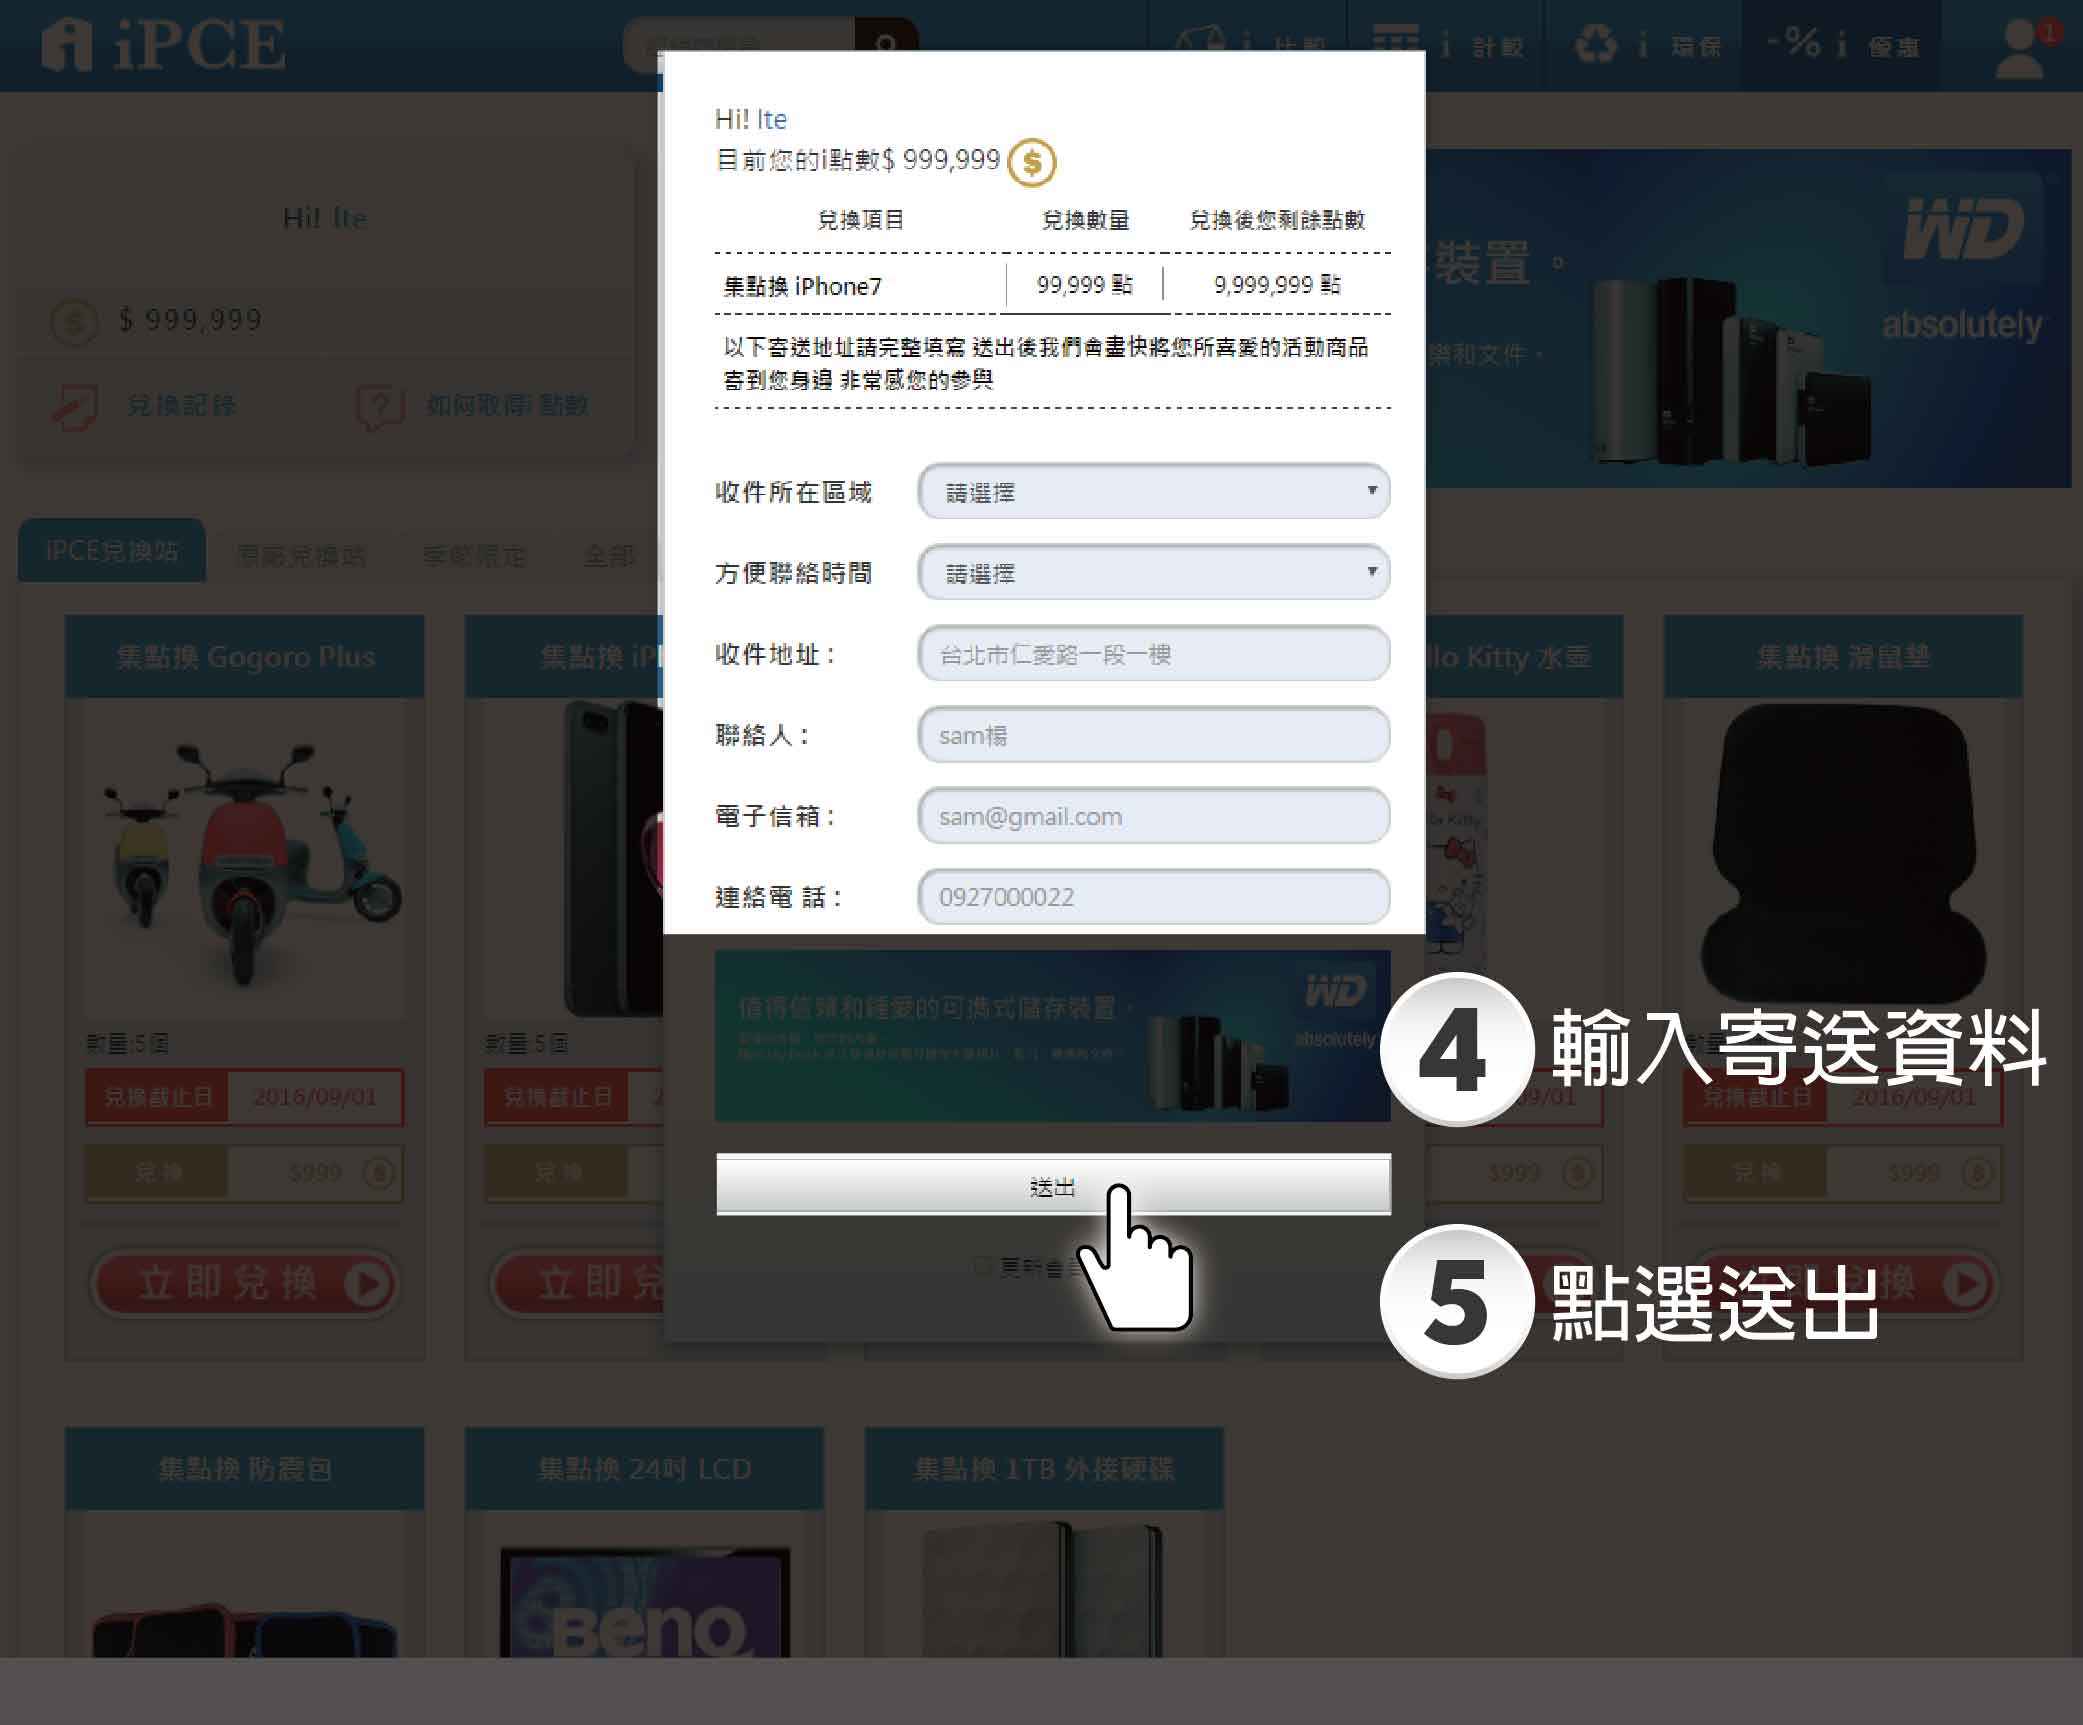 iPCE
i 比較
i 計較
i 環保
-% i 優惠
1
Hi! Ite
目前您的i點數$ 999,999
兌換項目 兌換數量 兌換後您剩餘點數
集點換 iPhone7 99,999 點 9,999,999 點
以下寄送地址請完整填寫 送出後我們會盡快將您所喜愛的活動商品
寄到您身邊 非常感您的參與
收件所在區域 請選擇
方便聯絡時間 請選擇
收件地址： 台北市仁愛路一段一樓
聯絡人： sam楊
電子信箱： sam@gmail.com
連絡電 話： 0927000022
值得信賴和鍾愛的可携式儲存裝置。
WD
absolutely
送出
更新會員
4 輸入寄送資料
5 點選送出
Hi! Ite
$ 999,999
兌換記錄
如何取得i點數
裝置。
樂和文件。
WD
absolutely
iPCE兌換站
原廠兌換站
季節限定
全部
集點換 Gogoro Plus
數量:5個
兌換截止日 2016/09/01
兌換 $999
立即兌換
集點換 iP
數量:5個
兌換截止日 2
兌換
立即兌
llo Kitty 水壺
09/01
$999
集點換 滑鼠墊
兌換截止日 2016/09/01
兌換 $999
集點換 防震包
集點換 24吋 LCD
BenQ
集點換 1TB 外接硬碟